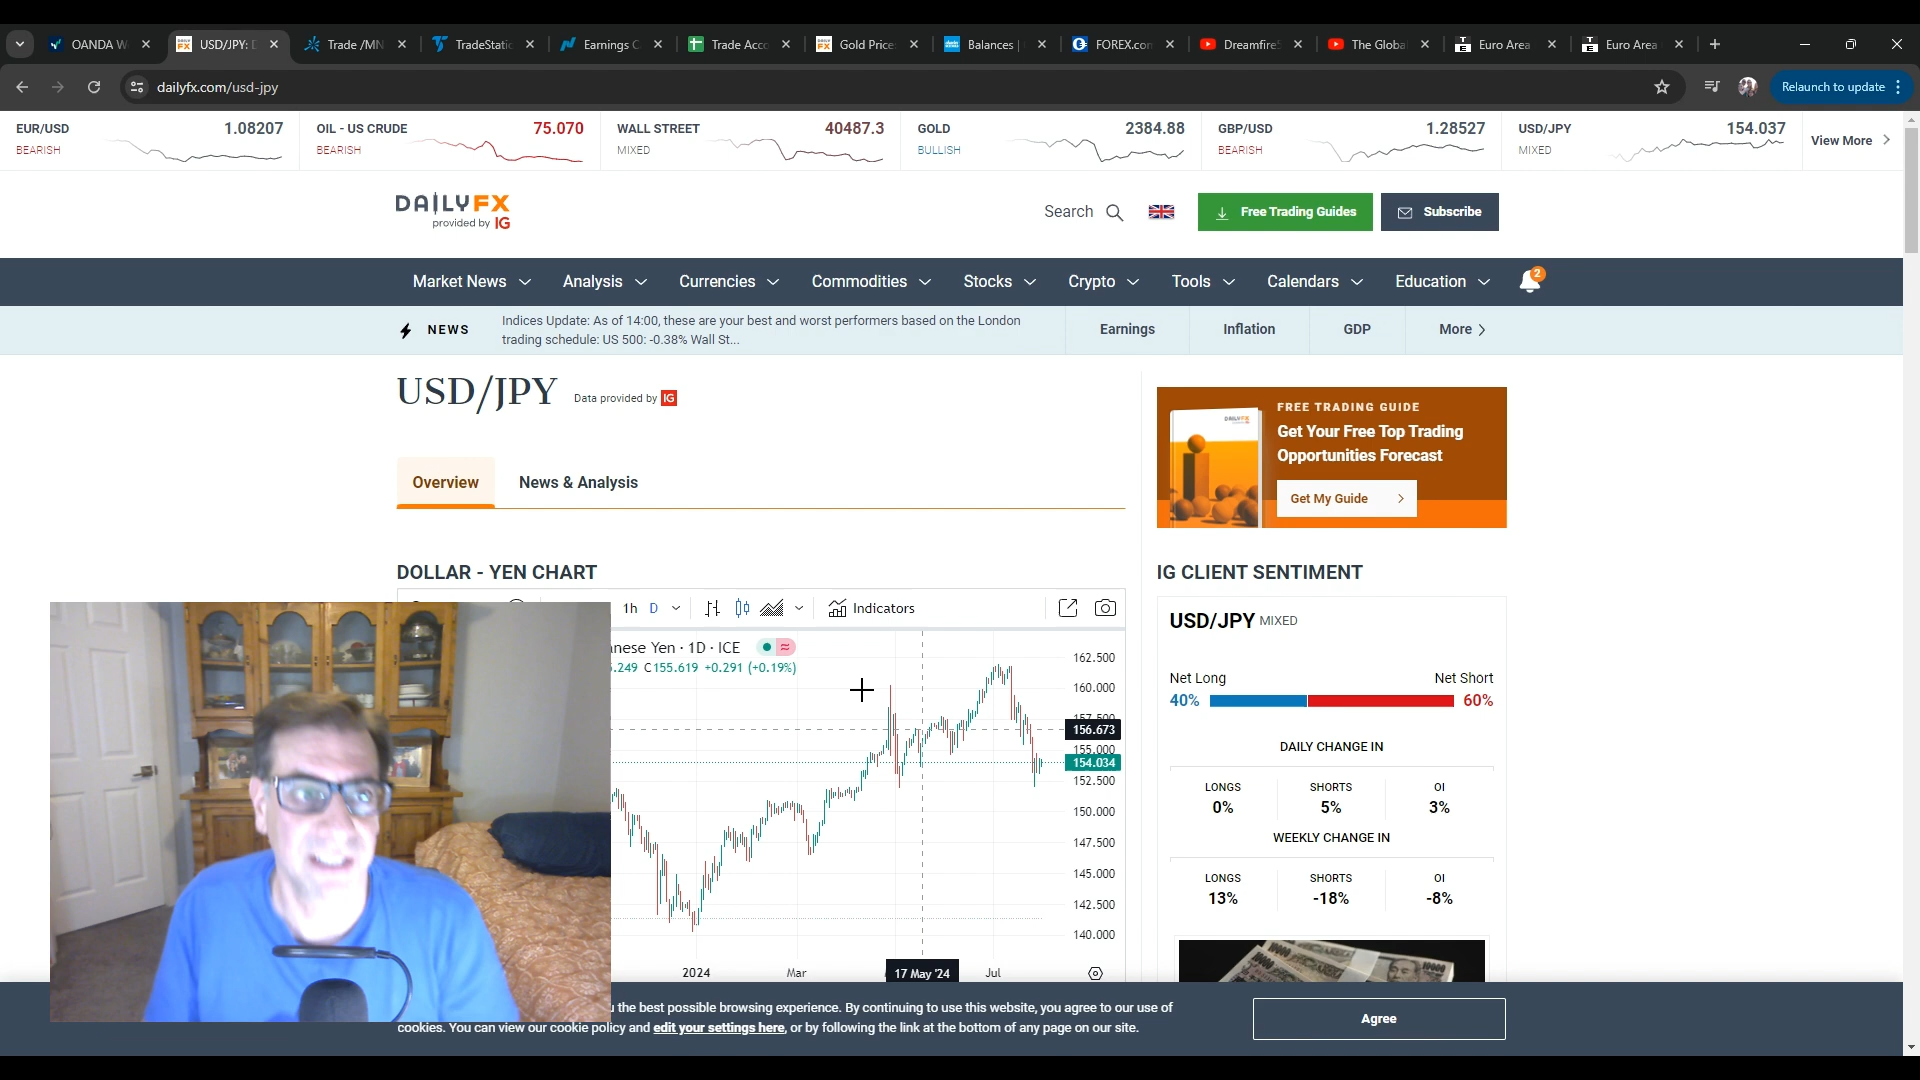 OANDA W
USD/JPY: D
Trade /MN
TradeStatic
Earnings C
Trade Acco
Gold Price
Balances |
FOREX.com
DreamfireS
The Globa
Euro Area
Euro Area
dailyfx.com/usd-jpy
Relaunch to update
EUR/USD 1.08207
BEARISH
OIL - US CRUDE 75.070
BEARISH
WALL STREET 40487.3
MIXED
GOLD 2384.88
BULLISH
GBP/USD 1.28527
BEARISH
USD/JPY 154.037
MIXED
View More
DAILYFX
provided by IG
Search
Free Trading Guides
Subscribe
Market News
Analysis
Currencies
Commodities
Stocks
Crypto
Tools
Calendars
Education
2
NEWS
Indices Update: As of 14:00, these are your best and worst performers based on the London
trading schedule: US 500: -0.38% Wall St...
Earnings
Inflation
GDP
More
USD/JPY
Data provided by IG
Overview
News & Analysis
FREE TRADING GUIDE
Get Your Free Top Trading
Opportunities Forecast
Get My Guide
DOLLAR - YEN CHART
1h D
Indicators
anese Yen · 1D · ICE
.249 C155.619 +0.291 (+0.19%)
162.500
160.000
157.500
156.673
155.000
154.034
152.500
150.000
147.500
145.000
142.500
140.000
2024
Mar
17 May '24
Jul
IG CLIENT SENTIMENT
USD/JPY MIXED
Net Long
Net Short
40%
60%
DAILY CHANGE IN
LONGS
SHORTS
OI
0%
5%
3%
WEEKLY CHANGE IN
LONGS
SHORTS
OI
13%
-18%
-8%
the best possible browsing experience. By continuing to use this website, you agree to our use of
cookies. You can view our cookie policy and edit your settings here, or by following the link at the bottom of any page on our site.
Agree